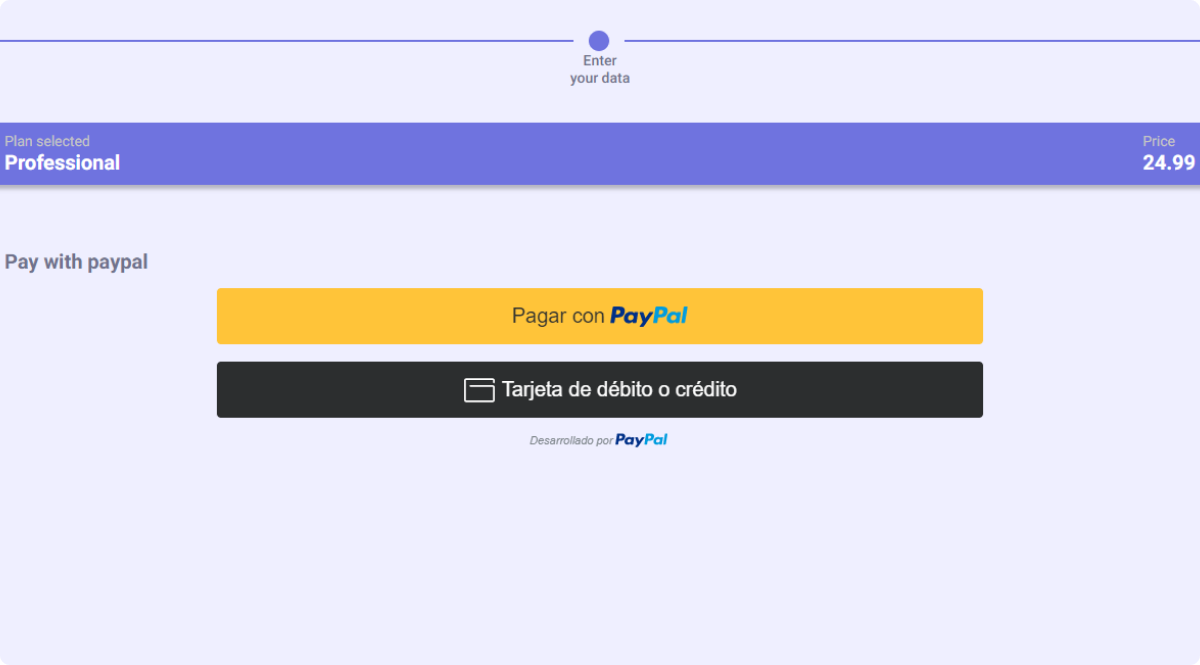 Enter
your data
Plan selected
Price
Professional
24.99
Pay with paypal
Pagar con PayPal
Tarjeta de débito o crédito
Desarrollado por PayPal